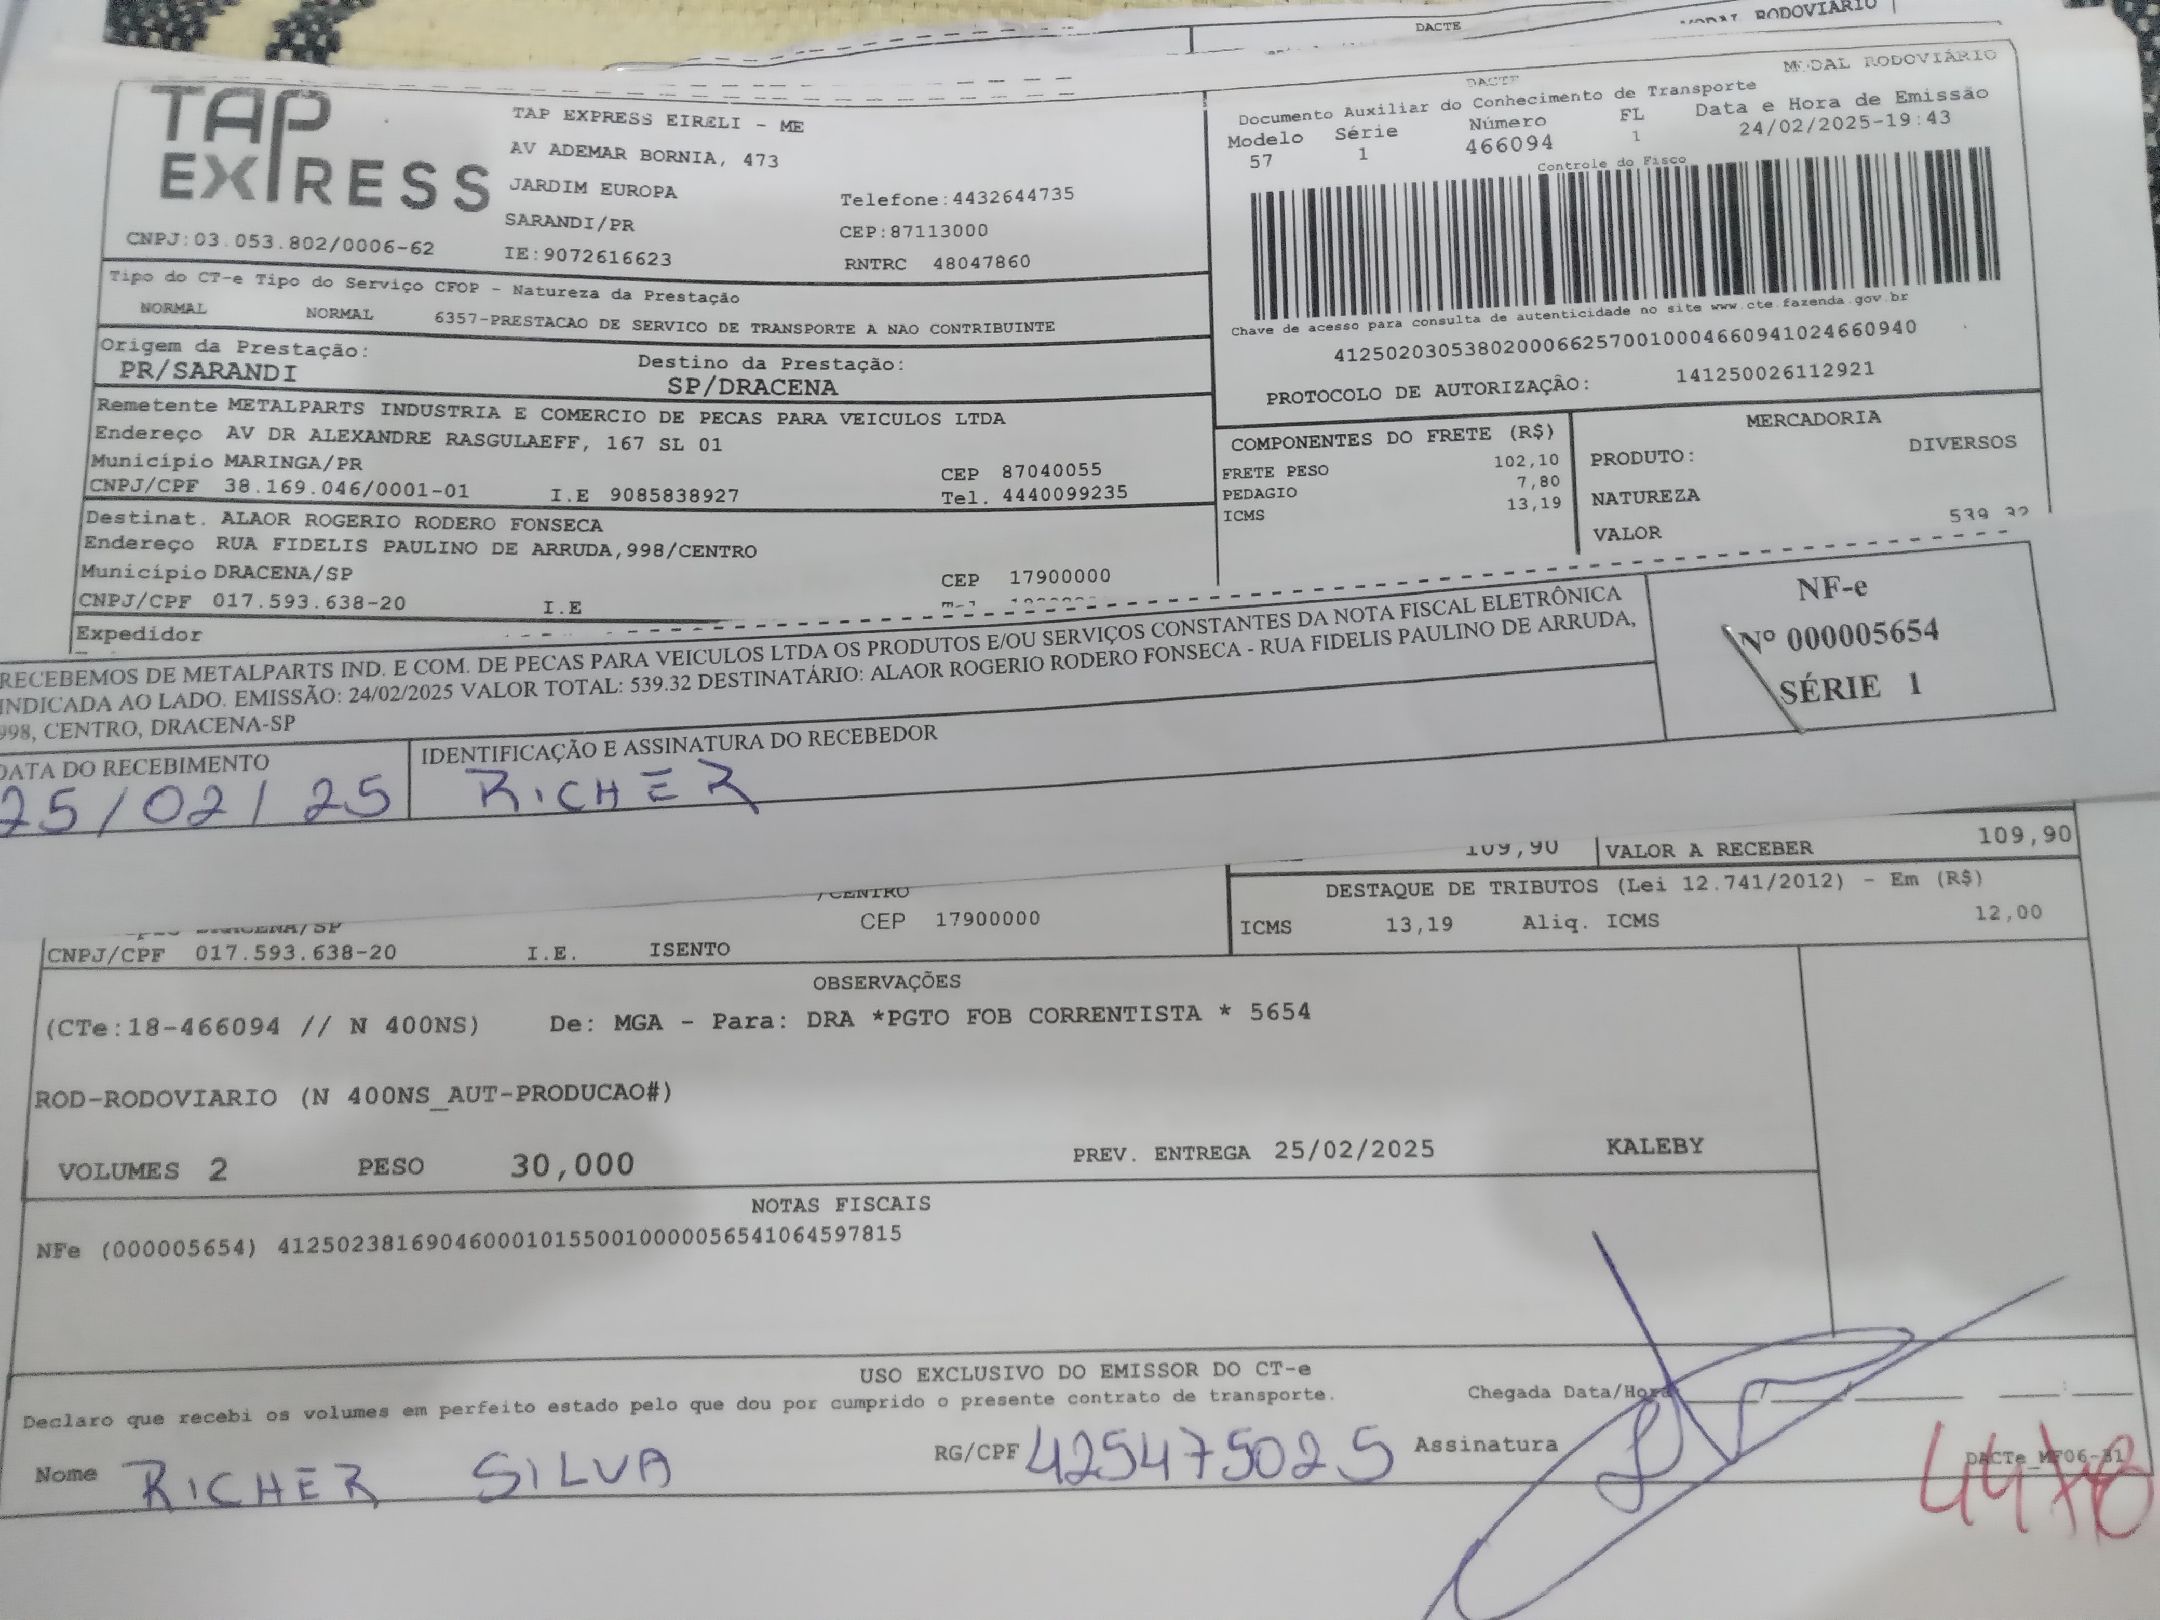 DACTE
MODAL RODOVIÁRIO
TAP EXPRESS
CNPJ:03.053.802/0006-62
TAP EXPRESS EIRELI - ME
AV ADEMAR BORNIA, 473
JARDIM EUROPA
SARANDI/PR
IE:9072616623
Telefone:4432644735
CEP:87113000
RNTRC 48047860
DACTE
MODAL RODOVIÁRIO
Documento Auxiliar do Conhecimento de Transporte
Modelo Série Número FL Data e Hora de Emissão
57 1 466094 1 24/02/2025-19:43
Controle do Fisco
Chave de acesso para consulta de autenticidade no site www.cte.fazenda.gov.br
41250203053802000662570010004660941024660940
PROTOCOLO DE AUTORIZAÇÃO: 141250026112921
Tipo do CT-e Tipo do Serviço CFOP - Natureza da Prestação
NORMAL NORMAL 6357-PRESTACAO DE SERVICO DE TRANSPORTE A NAO CONTRIBUINTE
Origem da Prestação: Destino da Prestação:
PR/SARANDI SP/DRACENA
Remetente METALPARTS INDUSTRIA E COMERCIO DE PECAS PARA VEICULOS LTDA
Endereço AV DR ALEXANDRE RASGULAEFF, 167 SL 01
Município MARINGA/PR CEP 87040055
CNPJ/CPF 38.169.046/0001-01 I.E 9085838927 Tel. 4440099235
Destinat. ALAOR ROGERIO RODERO FONSECA
Endereço RUA FIDELIS PAULINO DE ARRUDA,998/CENTRO
Município DRACENA/SP CEP 17900000
CNPJ/CPF 017.593.638-20 I.E
Expedidor
COMPONENTES DO FRETE (R$)
FRETE PESO 102,10
PEDAGIO 7,80
ICMS 13,19
MERCADORIA
PRODUTO: DIVERSOS
NATUREZA
VALOR 539,32
RECEBEMOS DE METALPARTS IND. E COM. DE PECAS PARA VEICULOS LTDA OS PRODUTOS E/OU SERVIÇOS CONSTANTES DA NOTA FISCAL ELETRÔNICA
INDICADA AO LADO. EMISSÃO: 24/02/2025 VALOR TOTAL: 539.32 DESTINATÁRIO: ALAOR ROGERIO RODERO FONSECA - RUA FIDELIS PAULINO DE ARRUDA,
998, CENTRO, DRACENA-SP
NF-e
Nº 000005654
SÉRIE 1
DATA DO RECEBIMENTO
25/02/25
IDENTIFICAÇÃO E ASSINATURA DO RECEBEDOR
RICHER
109,90 VALOR A RECEBER 109,90
DESTAQUE DE TRIBUTOS (Lei 12.741/2012) - Em (R$)
ICMS 13,19 Aliq. ICMS 12,00
/CENTRO
DRACENA/SP CEP 17900000
CNPJ/CPF 017.593.638-20 I.E. ISENTO
OBSERVAÇÕES
(CTe:18-466094 // N 400NS) De: MGA - Para: DRA *PGTO FOB CORRENTISTA * 5654
ROD-RODOVIARIO (N 400NS_AUT-PRODUCAO#)
VOLUMES 2 PESO 30,000 PREV. ENTREGA 25/02/2025 KALEBY
NOTAS FISCAIS
NFe (000005654) 41250238169046000101550010000056541064597815
USO EXCLUSIVO DO EMISSOR DO CT-e
Declaro que recebi os volumes em perfeito estado pelo que dou por cumprido o presente contrato de transporte. Chegada Data/Hora
Nome RICHER SILVA RG/CPF 425475025 Assinatura